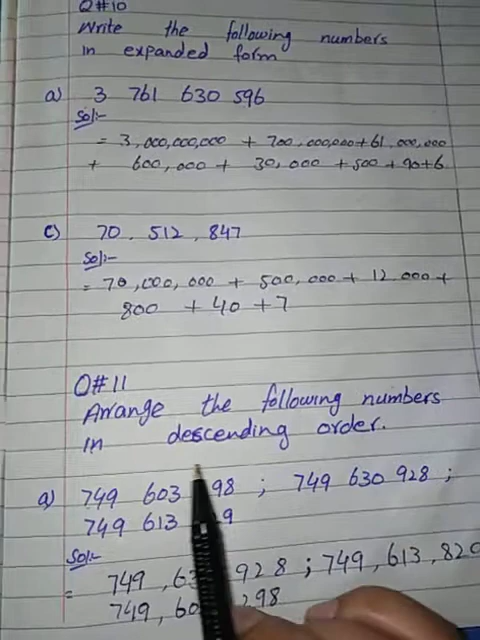 Q#10
Write the following numbers
in expanded form
a) 3 761 630 596
Sol:-
= 3,000,000,000 + 700,000,000 + 61,000,000
+ 600,000 + 30,000 + 500 + 90 + 6
c) 70, 512, 847
Sol:-
= 70,000,000 + 500,000 + 12 000 +
800 + 40 + 7
Q#11
Arrange the following numbers
in descending order.
a) 749 603 98 ; 749 630 928 ;
749 613 9
Sol:-
= 749, 63 928 ; 749, 613, 820
749, 60 298